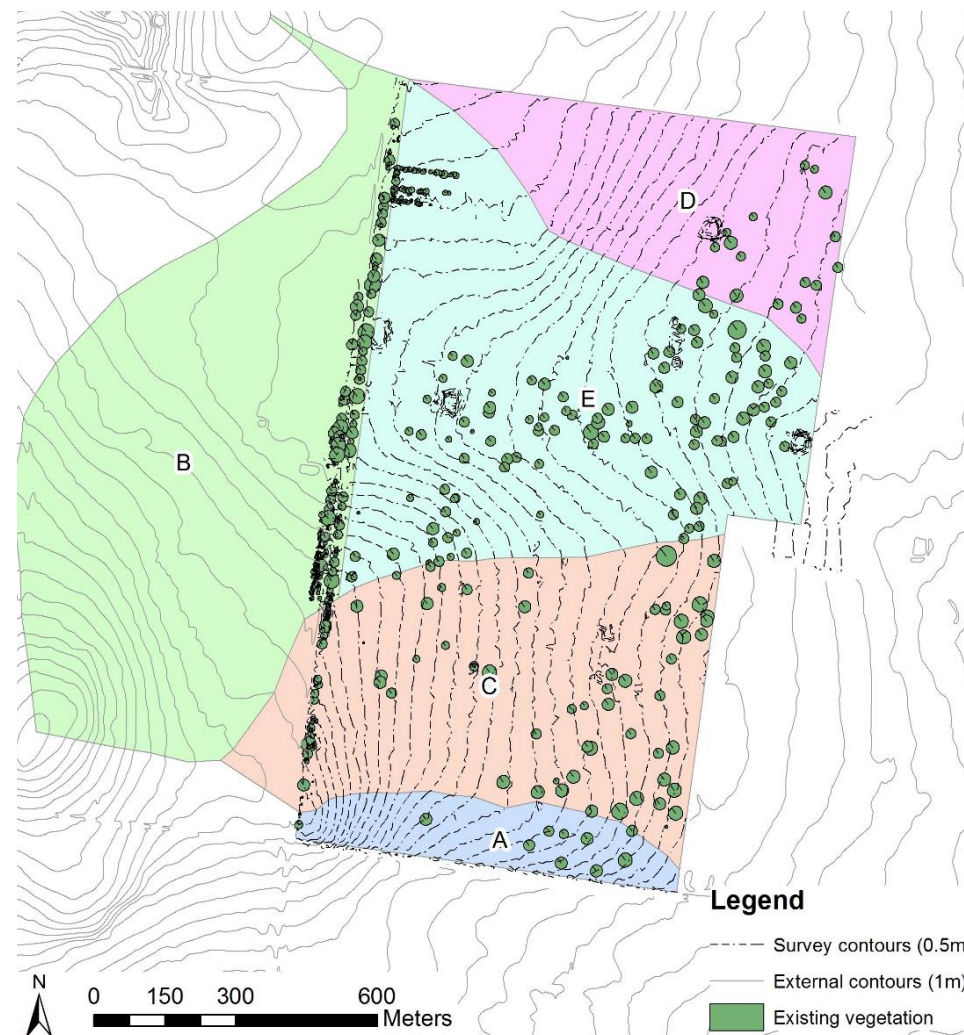 D
E
B
C
A
Legend
Survey contours (0.5m
External contours (1m)
Existing vegetation
N
0 150 300 600
Meters